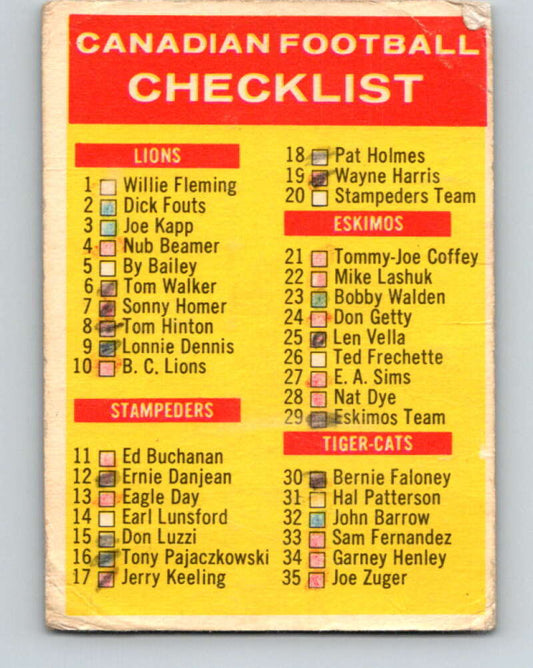 CANADIAN FOOTBALL
CHECKLIST
LIONS
1 Willie Fleming
2 Dick Fouts
3 Joe Kapp
4 Nub Beamer
5 By Bailey
6 Tom Walker
7 Sonny Homer
8 Tom Hinton
9 Lonnie Dennis
10 B. C. Lions
STAMPEDERS
11 Ed Buchanan
12 Ernie Danjean
13 Eagle Day
14 Earl Lunsford
15 Don Luzzi
16 Tony Pajaczkowski
17 Jerry Keeling
18 Pat Holmes
19 Wayne Harris
20 Stampeders Team
ESKIMOS
21 Tommy-Joe Coffey
22 Mike Lashuk
23 Bobby Walden
24 Don Getty
25 Len Vella
26 Ted Frechette
27 E. A. Sims
28 Nat Dye
29 Eskimos Team
TIGER-CATS
30 Bernie Faloney
31 Hal Patterson
32 John Barrow
33 Sam Fernandez
34 Garney Henley
35 Joe Zuger